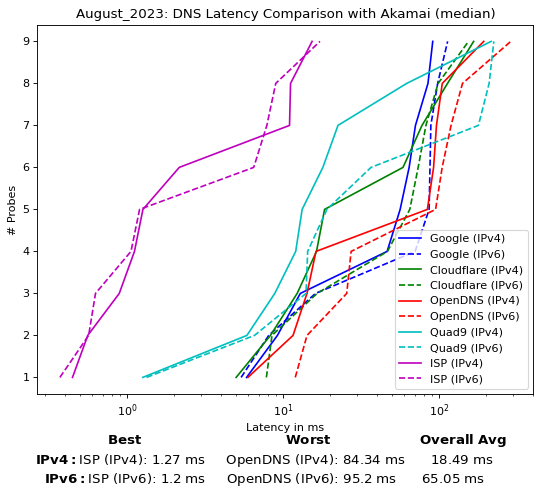 August_2023: DNS Latency Comparison with Akamai (median)
# Probes
9
8
7
6
5
4
3
2
1
Google (IPv4)
Google (IPv6)
Cloudflare (IPv4)
Cloudflare (IPv6)
OpenDNS (IPv4)
OpenDNS (IPv6)
Quad9 (IPv4)
Quad9 (IPv6)
ISP (IPv4)
ISP (IPv6)
10⁰ 10¹ 10²
Latency in ms
Best Worst Overall Avg
IPv4: ISP (IPv4): 1.27 ms OpenDNS (IPv4): 84.34 ms 18.49 ms
IPv6: ISP (IPv6): 1.2 ms OpenDNS (IPv6): 95.2 ms 65.05 ms